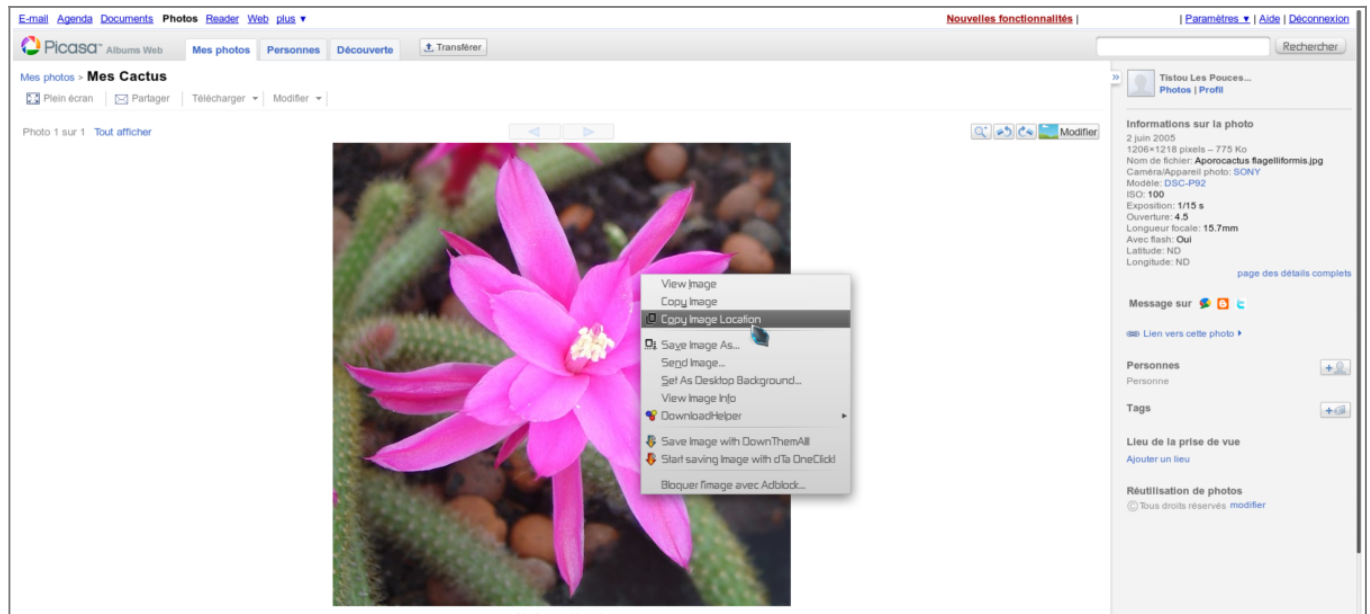 E-mail Agenda Documents Photos Reader Web plus ▼ Nouvelles fonctionnalités | | Paramètres ▼ | Aide | Déconnexion
Picasa™ Albums Web Mes photos Personnes Découverte Transférer Rechercher
Mes photos > Mes Cactus
Plein écran Partager Télécharger Modifier
Photo 1 sur 1 Tout afficher Modifier
View Image
Copy Image
Copy Image Location
Save Image As...
Send Image...
Set As Desktop Background...
View Image Info
DownloadHelper
Save Image with DownThemAll!
Start saving Image with dTa OneClick!
Bloquer l'image avec Adblock...
Tistou Les Pouces...
Photos | Profil
Informations sur la photo
2 juin 2005
1206×1218 pixels – 775 Ko
Nom de fichier: Aporocactus flagelliformis.jpg
Caméra/Appareil photo: SONY
Modèle: DSC-P92
ISO: 100
Exposition: 1/15 s
Ouverture: 4.5
Longueur focale: 15.7mm
Avec flash: Oui
Latitude: ND
Longitude: ND
page des détails complets
Message sur
Lien vers cette photo
Personnes
Personne
Tags
Lieu de la prise de vue
Ajouter un lieu
Réutilisation de photos
© Tous droits réservés modifier